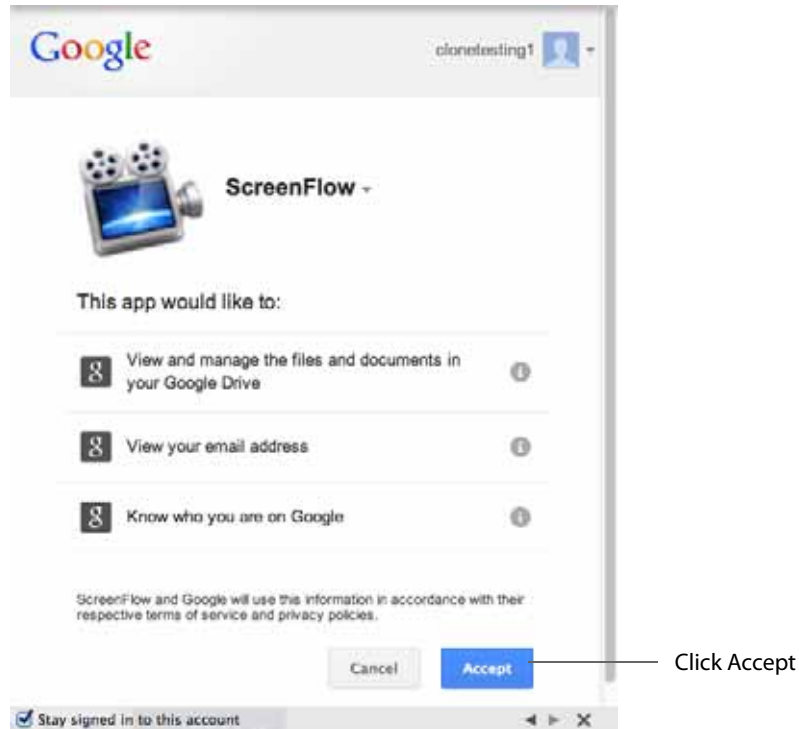 Google
clonetesting1
ScreenFlow
This app would like to:
View and manage the files and documents in
your Google Drive
View your email address
Know who you are on Google
ScreenFlow and Google will use this information in accordance with their
respective terms of service and privacy policies.
Cancel
Accept
Click Accept
Stay signed in to this account